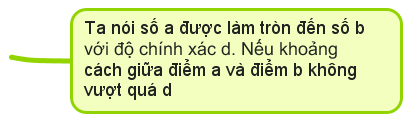 Ta nói số a được làm tròn đến số b
với độ chính xác d. Nếu khoảng
cách giữa điểm a và điểm b không
vượt quá d